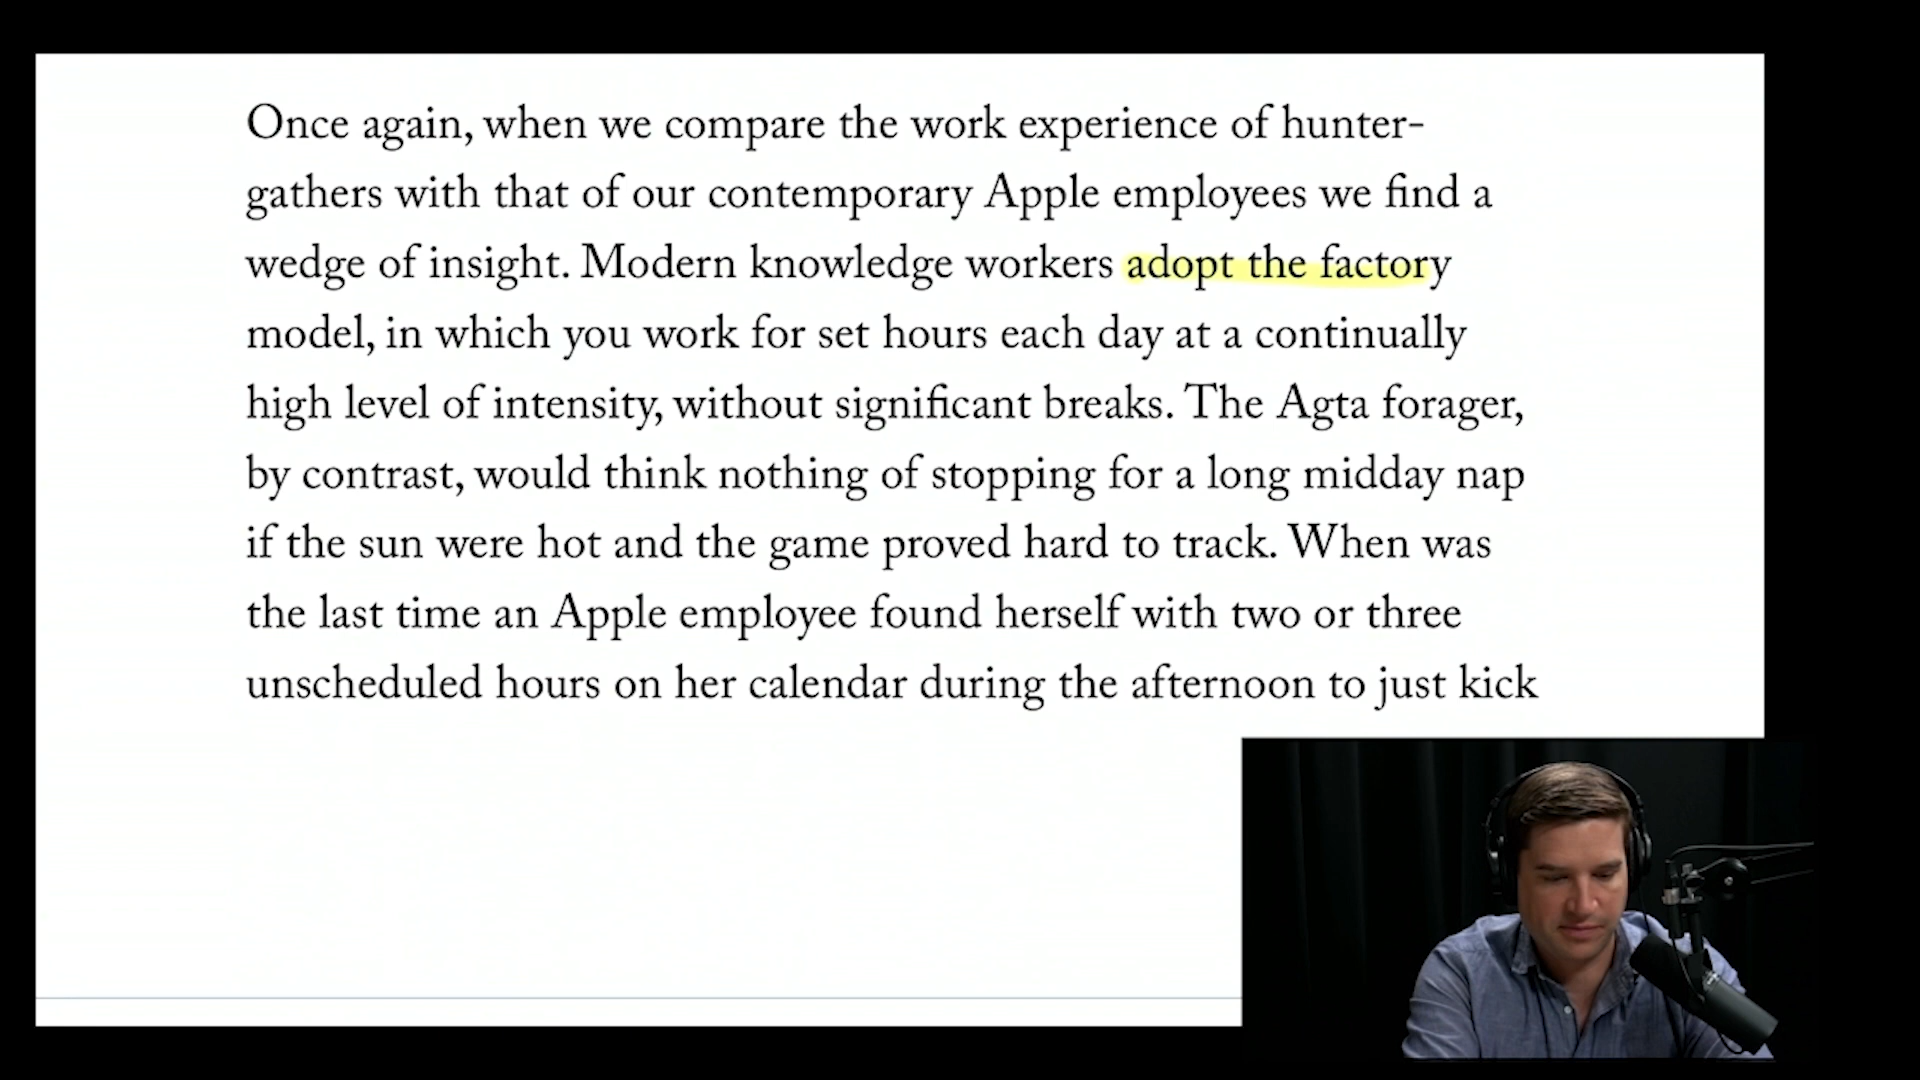 Once again, when we compare the work experience of hunter-
gathers with that of our contemporary Apple employees we find a
wedge of insight. Modern knowledge workers adopt the factory
model, in which you work for set hours each day at a continually
high level of intensity, without significant breaks. The Agta forager,
by contrast, would think nothing of stopping for a long midday nap
if the sun were hot and the game proved hard to track. When was
the last time an Apple employee found herself with two or three
unscheduled hours on her calendar during the afternoon to just kick